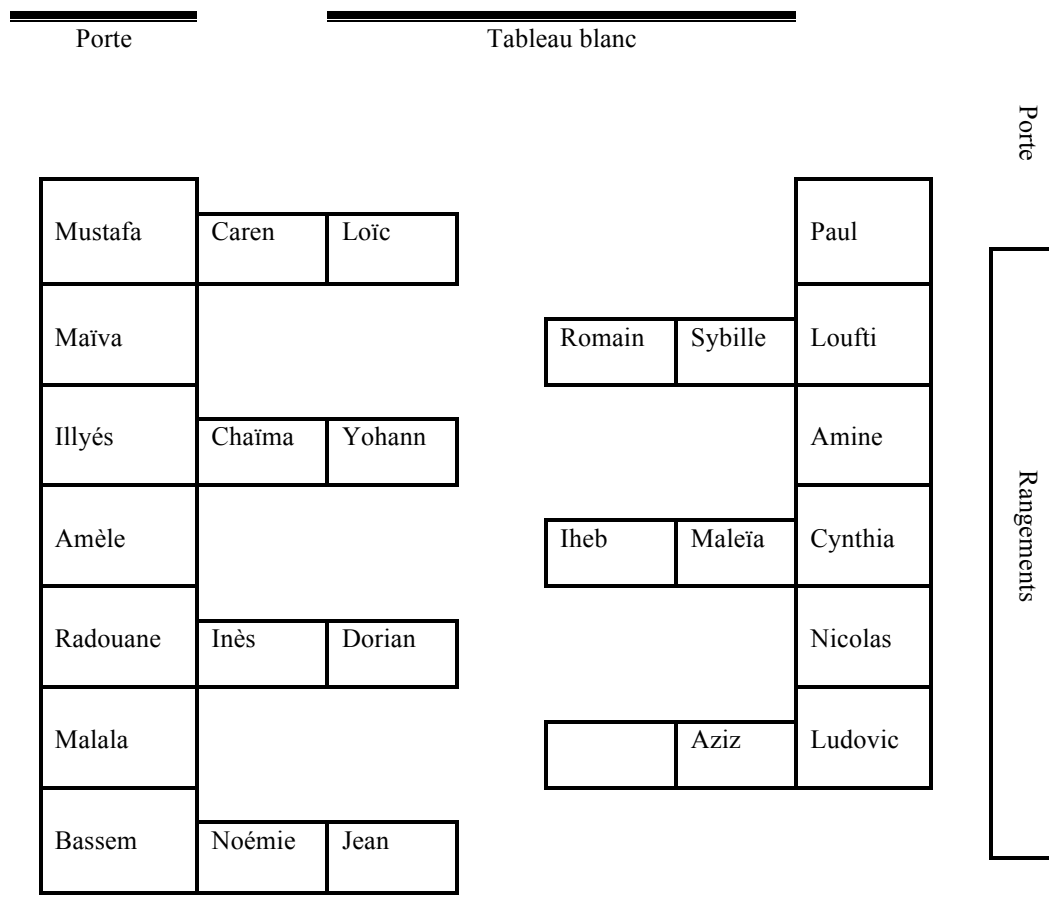 Porte Tableau blanc
Porte
Mustafa Caren Loïc Paul
Maïva Romain Sybille Loufti
Illyés Chaïma Yohann Amine
Rangements
Amèle Iheb Maleïa Cynthia
Radouane Inès Dorian Nicolas
Malala Aziz Ludovic
Bassem Noémie Jean